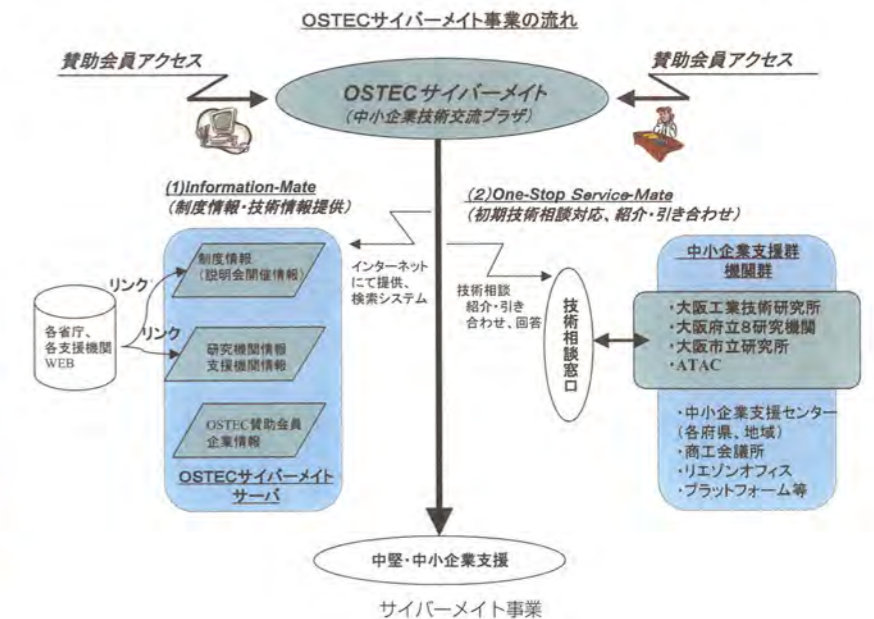 OSTECサイバーメイト事業の流れ
賛助会員アクセス
賛助会員アクセス
OSTECサイバーメイト
(中小企業技術交流プラザ)
(1)Information-Mate
(制度情報・技術情報提供)
(2)One-Stop Service-Mate
(初期技術相談対応、紹介・引き合わせ)
制度情報
(説明会開催情報)
リンク
リンク
各省庁、
各支援機関
WEB
研究機関情報
支援機関情報
OSTEC賛助会員
企業情報
OSTECサイバーメイト
サーバ
インターネット
にて提供、
検索システム
技術相談
紹介・引き
合わせ、回答
技術相談窓口
中小企業支援群
機関群
・大阪工業技術研究所
・大阪府立8研究機関
・大阪市立研究所
・ATAC
・中小企業支援センター
(各府県、地域)
・商工会議所
・リエゾンオフィス
・プラットフォーム等
中堅・中小企業支援
サイバーメイト事業